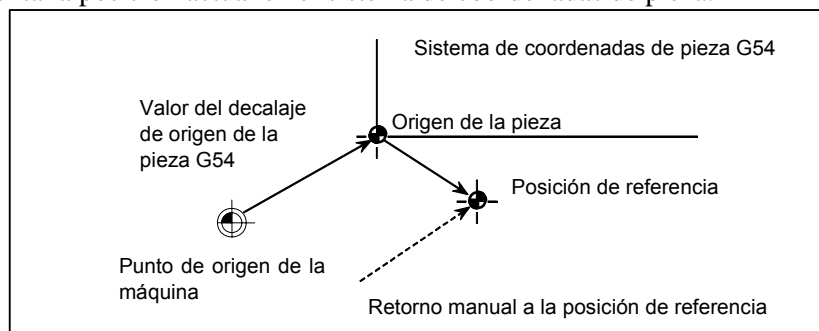 Sistema de coordenadas de pieza G54
Valor del decalaje
de origen de la
pieza G54
Origen de la pieza
Posición de referencia
Punto de origen de la
máquina
Retorno manual a la posición de referencia